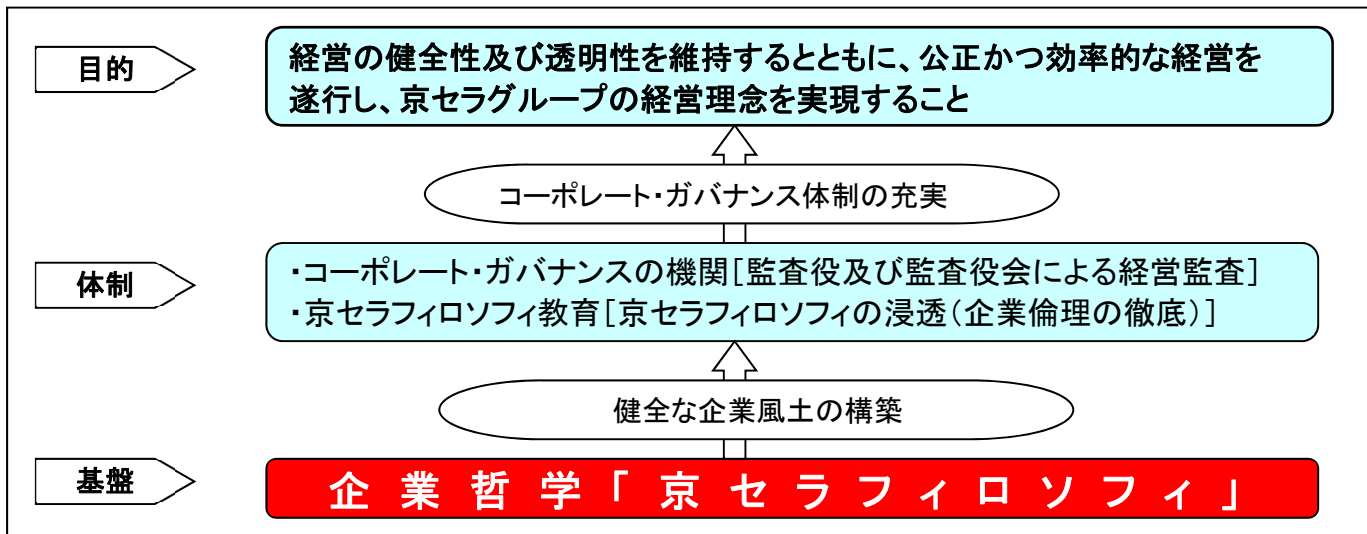 目的
経営の健全性及び透明性を維持するとともに、公正かつ効率的な経営を
遂行し、京セラグループの経営理念を実現すること
コーポレート・ガバナンス体制の充実
体制
・コーポレート・ガバナンスの機関[監査役及び監査役会による経営監査]
・京セラフィロソフィ教育[京セラフィロソフィの浸透(企業倫理の徹底)]
健全な企業風土の構築
基盤
企業哲学「京セラフィロソフィ」